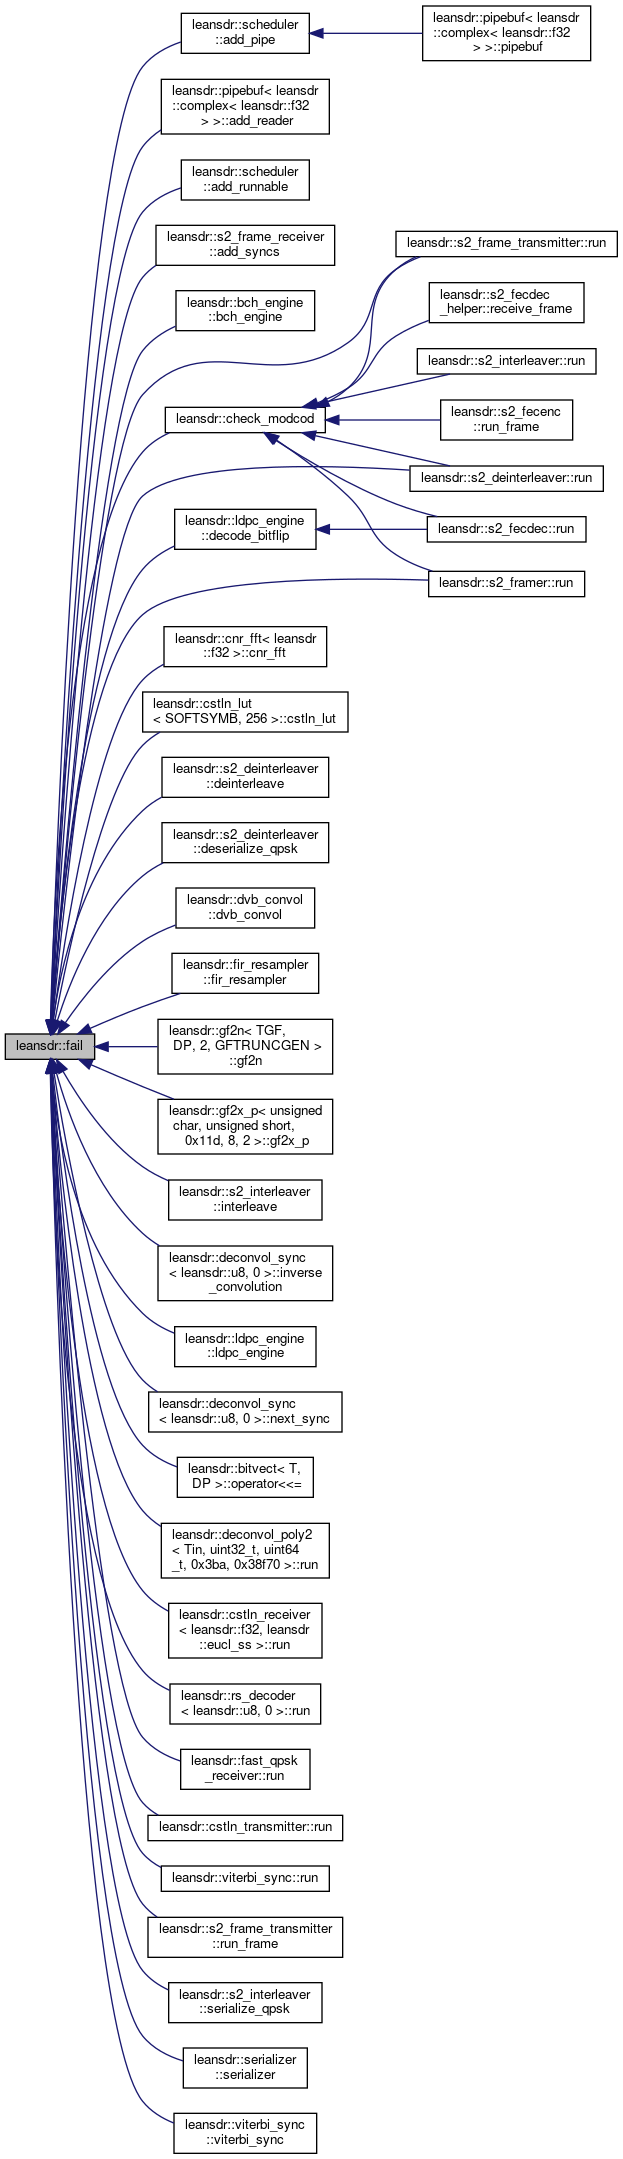 leansdr::scheduler
::add_pipe
leansdr::pipebuf< leansdr
::complex< leansdr::f32
> >::pipebuf
leansdr::pipebuf< leansdr
::complex< leansdr::f32
> >::add_reader
leansdr::scheduler
::add_runnable
leansdr::s2_frame_receiver
::add_syncs
leansdr::s2_frame_transmitter::run
leansdr::s2_fecdec
_helper::receive_frame
leansdr::bch_engine
::bch_engine
leansdr::s2_interleaver::run
leansdr::check_modcod
leansdr::s2_fecenc
::run_frame
leansdr::s2_deinterleaver::run
leansdr::ldpc_engine
::decode_bitflip
leansdr::s2_fecdec::run
leansdr::s2_framer::run
leansdr::cnr_fft< leansdr
::f32 >::cnr_fft
leansdr::cstln_lut
< SOFTSYMB, 256 >::cstln_lut
leansdr::s2_deinterleaver
::deinterleave
leansdr::s2_deinterleaver
::deserialize_qpsk
leansdr::dvb_convol
::dvb_convol
leansdr::fir_resampler
::fir_resampler
leansdr::fail
leansdr::gf2n< TGF,
DP, 2, GFTRUNCGEN >
::gf2n
leansdr::gf2x_p< unsigned
char, unsigned short,
0x11d, 8, 2 >::gf2x_p
leansdr::s2_interleaver
::interleave
leansdr::deconvol_sync
< leansdr::u8, 0 >::inverse
_convolution
leansdr::ldpc_engine
::ldpc_engine
leansdr::deconvol_sync
< leansdr::u8, 0 >::next_sync
leansdr::bitvect< T,
DP >::operator<<=
leansdr::deconvol_poly2
< Tin, uint32_t, uint64
_t, 0x3ba, 0x38f70 >::run
leansdr::cstln_receiver
< leansdr::f32, leansdr
::eucl_ss >::run
leansdr::rs_decoder
< leansdr::u8, 0 >::run
leansdr::fast_qpsk
_receiver::run
leansdr::cstln_transmitter::run
leansdr::viterbi_sync::run
leansdr::s2_frame_transmitter
::run_frame
leansdr::s2_interleaver
::serialize_qpsk
leansdr::serializer
::serializer
leansdr::viterbi_sync
::viterbi_sync